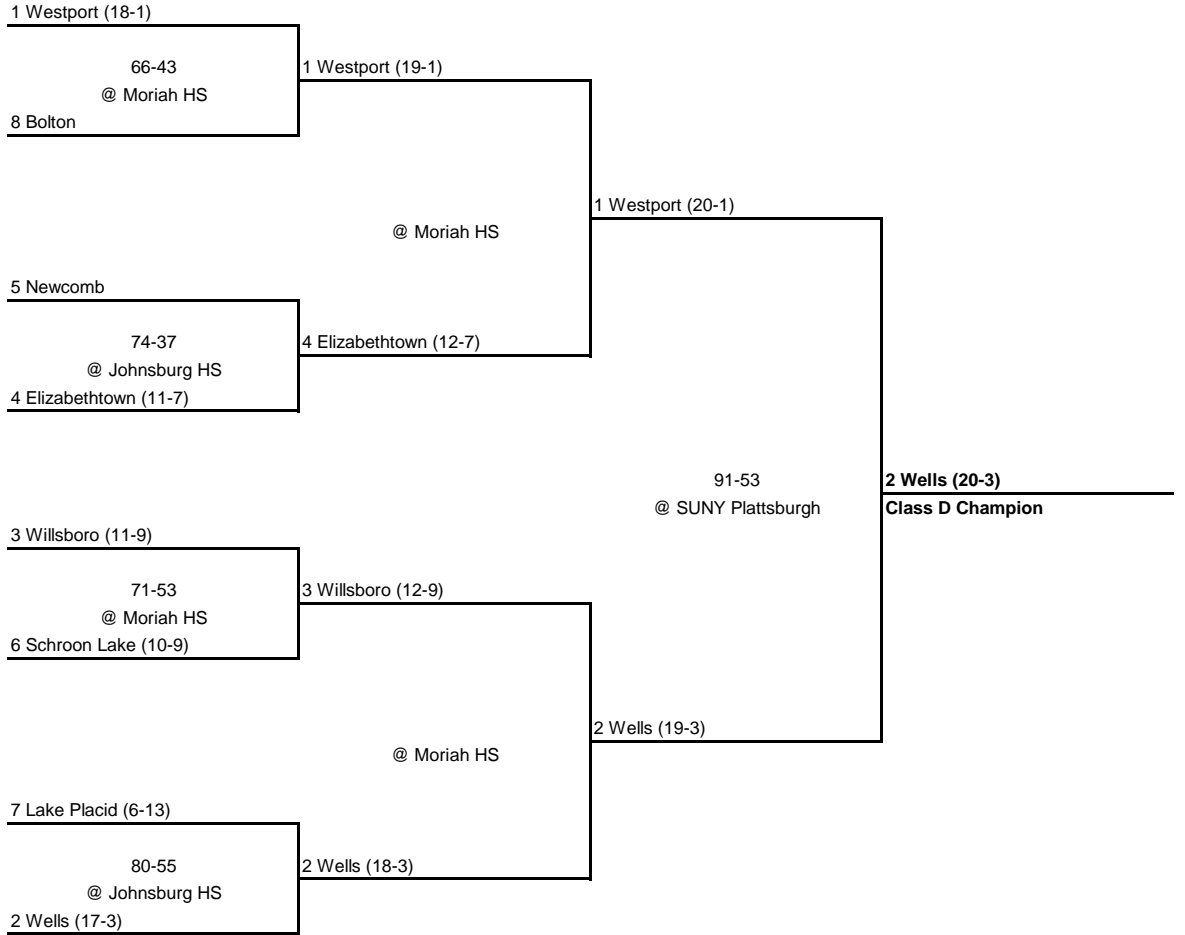 1 Westport (18-1)
66-43
@ Moriah HS
1 Westport (19-1)
8 Bolton
1 Westport (20-1)
@ Moriah HS
5 Newcomb
74-37
@ Johnsburg HS
4 Elizabethtown (12-7)
4 Elizabethtown (11-7)
91-53
@ SUNY Plattsburgh
2 Wells (20-3)
Class D Champion
3 Willsboro (11-9)
71-53
@ Moriah HS
3 Willsboro (12-9)
6 Schroon Lake (10-9)
2 Wells (19-3)
@ Moriah HS
7 Lake Placid (6-13)
80-55
@ Johnsburg HS
2 Wells (18-3)
2 Wells (17-3)